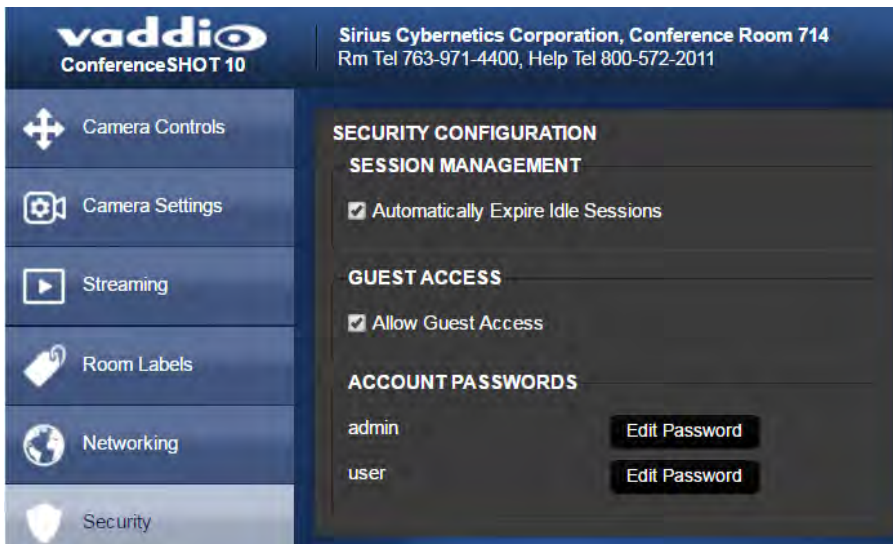 vaddio
ConferenceSHOT 10
Sirius Cybernetics Corporation, Conference Room 714
Rm Tel 763-971-4400, Help Tel 800-572-2011
Camera Controls
Camera Settings
Streaming
Room Labels
Networking
Security
SECURITY CONFIGURATION
SESSION MANAGEMENT
Automatically Expire Idle Sessions
GUEST ACCESS
Allow Guest Access
ACCOUNT PASSWORDS
admin
Edit Password
user
Edit Password